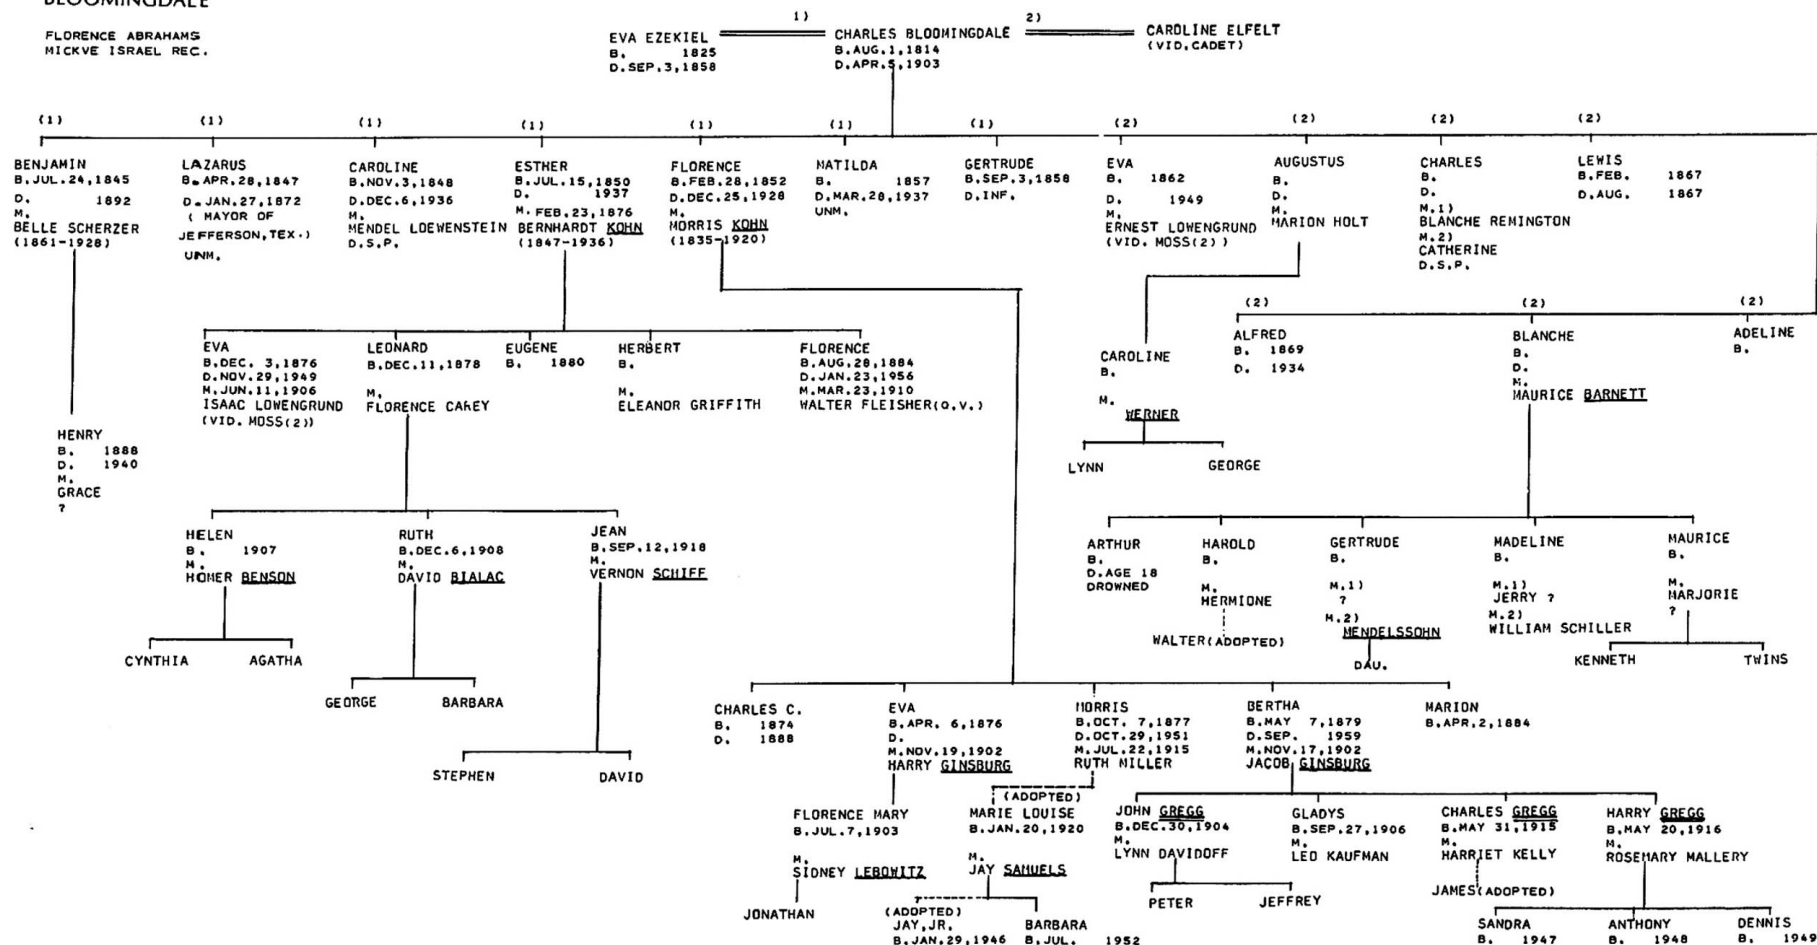 BLOOMINGDALE
FLORENCE ABRAHAMS
MICKVE ISRAEL REC.
1)
2)
EVA EZEKIEL
B. 1825
D.SEP.3,1858
CHARLES BLOOMINGDALE
B.AUG.1,1814
D.APR.5,1903
CAROLINE ELFELT
(VID.CADET)
(1)
(1)
(1)
(1)
(1)
(1)
(1)
(2)
(2)
(2)
(2)
BENJAMIN
B.JUL.24,1845
D. 1892
M.
BELLE SCHERZER
(1861-1928)
LAZARUS
B.APR.28,1847
D.JAN.27,1872
( MAYOR OF
JEFFERSON,TEX.)
UNM.
CAROLINE
B.NOV.3,1848
D.DEC.6,1936
M.
MENDEL LOEWENSTEIN
D.S.P.
ESTHER
B.JUL.15,1850
D. 1937
M. FEB.23,1876
BERNHARDT KOHN
(1847-1936)
FLORENCE
B.FEB.28,1852
D.DEC.25,1928
M.
MORRIS KOHN
(1835-1920)
MATILDA
B. 1857
D.MAR.28,1937
UNM.
GERTRUDE
B.SEP.3,1858
D.INF.
EVA
B. 1862
D. 1949
M.
ERNEST LOWENGRUND
(VID. MOSS(2))
AUGUSTUS
B.
D.
M.
MARION HOLT
CHARLES
B.
D.
M.1)
BLANCHE REMINGTON
M.2)
CATHERINE
D.S.P.
LEWIS
B.FEB. 1867
D.AUG. 1867
(2)
(2)
(2)
ALFRED
B. 1869
D. 1934
BLANCHE
B.
D.
M.
MAURICE BARNETT
ADELINE
B.
EVA
B.DEC. 3,1876
D.NOV.29,1949
M.JUN.11,1906
ISAAC LOWENGRUND
(VID. MOSS(2))
LEONARD
B.DEC.11,1878
M.
FLORENCE CAREY
EUGENE
B. 1880
HERBERT
B.
M.
ELEANOR GRIFFITH
FLORENCE
B.AUG.28,1884
D.JAN.23,1956
M.MAR.23,1910
WALTER FLEISHER(Q.V.)
CAROLINE
B.
M.
WERNER
LYNN
GEORGE
HENRY
B. 1888
D. 1940
M.
GRACE
?
HELEN
B. 1907
M.
HOMER BENSON
RUTH
B.DEC.6,1908
M.
DAVID BIALAC
JEAN
B.SEP.12,1918
M.
VERNON SCHIFF
ARTHUR
B.
D.AGE 18
DROWNED
HAROLD
B.
M.
HERMIONE
WALTER(ADOPTED)
GERTRUDE
B.
M.1)
?
M.2)
MENDELSSOHN
DAU.
MADELINE
B.
M.1)
JERRY ?
M.2)
WILLIAM SCHILLER
MAURICE
B.
M.
MARJORIE
?
KENNETH
TWINS
CYNTHIA
AGATHA
GEORGE
BARBARA
STEPHEN
DAVID
CHARLES C.
B. 1874
D. 1888
EVA
B.APR. 6,1876
D.
M.NOV.19,1902
HARRY GINSBURG
MORRIS
B.OCT. 7,1877
D.OCT.29,1951
M.JUL.22,1915
RUTH MILLER
BERTHA
B.MAY 7,1879
D.SEP. 1959
M.NOV.17,1902
JACOB GINSBURG
MARION
B.APR.2,1884
FLORENCE MARY
B.JUL.7,1903
M.
SIDNEY LEBOWITZ
JONATHAN
(ADOPTED)
MARIE LOUISE
B.JAN.20,1920
M.
JAY SAMUELS
(ADOPTED)
JAY,JR.
B.JAN.29,1946
BARBARA
B.JUL. 1952
JOHN GREGG
B.DEC.30,1904
M.
LYNN DAVIDOFF
PETER
JEFFREY
GLADYS
B.SEP.27,1906
M.
LEO KAUFMAN
CHARLES GREGG
B.MAY 31,1915
M.
HARRIET KELLY
JAMES(ADOPTED)
HARRY GREGG
B.MAY 20,1916
M.
ROSEMARY MALLERY
SANDRA
B. 1947
ANTHONY
B. 1948
DENNIS
B. 1949